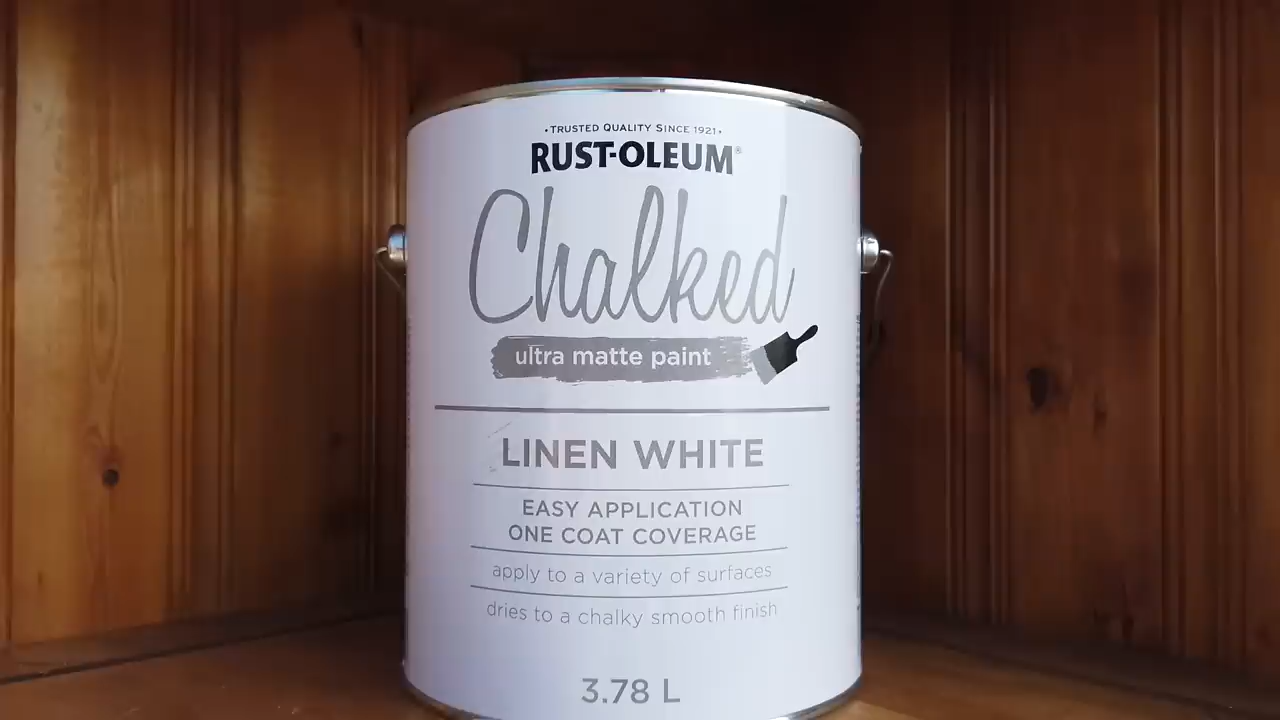 •TRUSTED QUALITY SINCE 1921•
RUST-OLEUM®
Chalked
ultra matte paint
LINEN WHITE
EASY APPLICATION
ONE COAT COVERAGE
apply to a variety of surfaces
dries to a chalky smooth finish
3.78 L